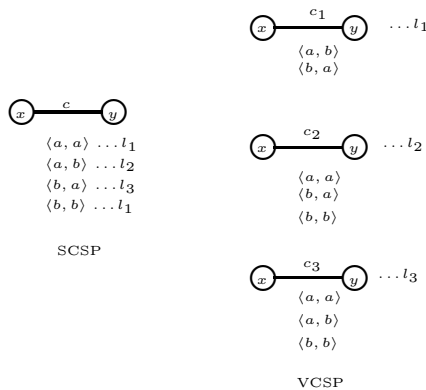 x c y
⟨a, a⟩ ... l1
⟨a, b⟩ ... l2
⟨b, a⟩ ... l3
⟨b, b⟩ ... l1
SCSP
x c1 y ... l1
⟨a, b⟩
⟨b, a⟩
x c2 y ... l2
⟨a, a⟩
⟨b, a⟩
⟨b, b⟩
x c3 y ... l3
⟨a, a⟩
⟨a, b⟩
⟨b, b⟩
VCSP